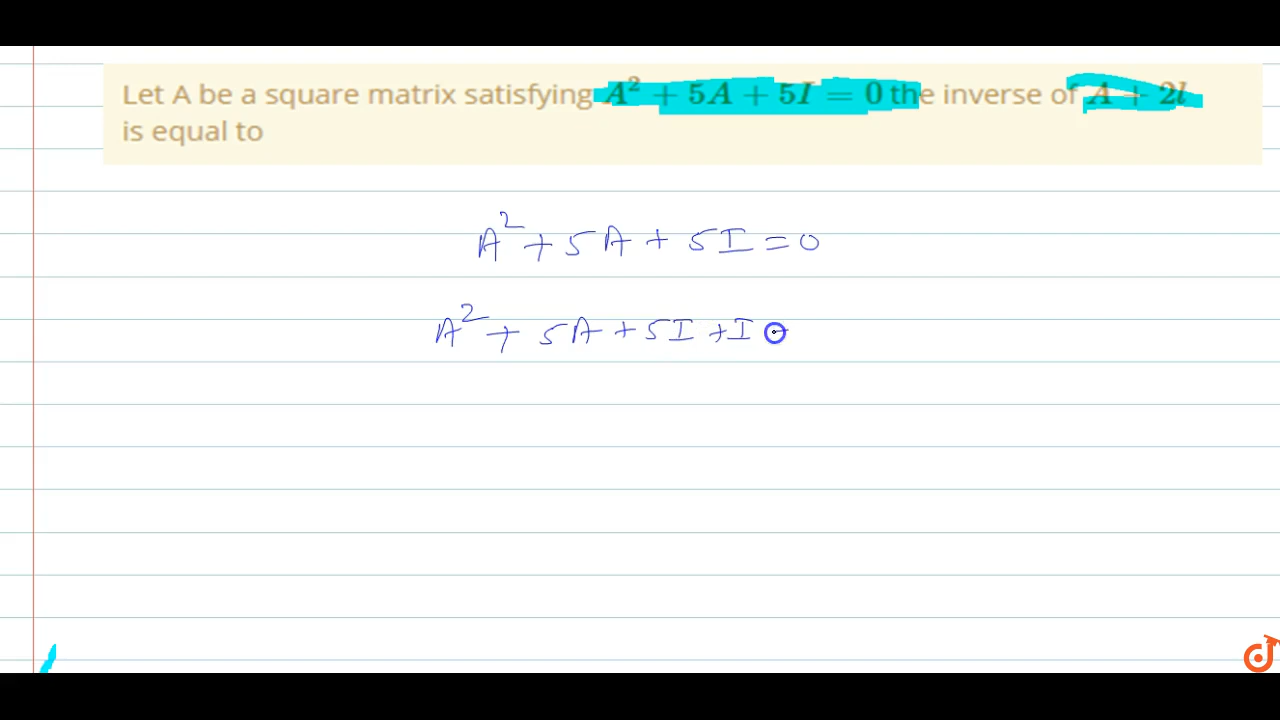 Let A be a square matrix satisfying A² + 5A + 5I = 0 the inverse of A + 2l
is equal to
A² + 5A + 5I = 0
A² + 5A + 5I + I